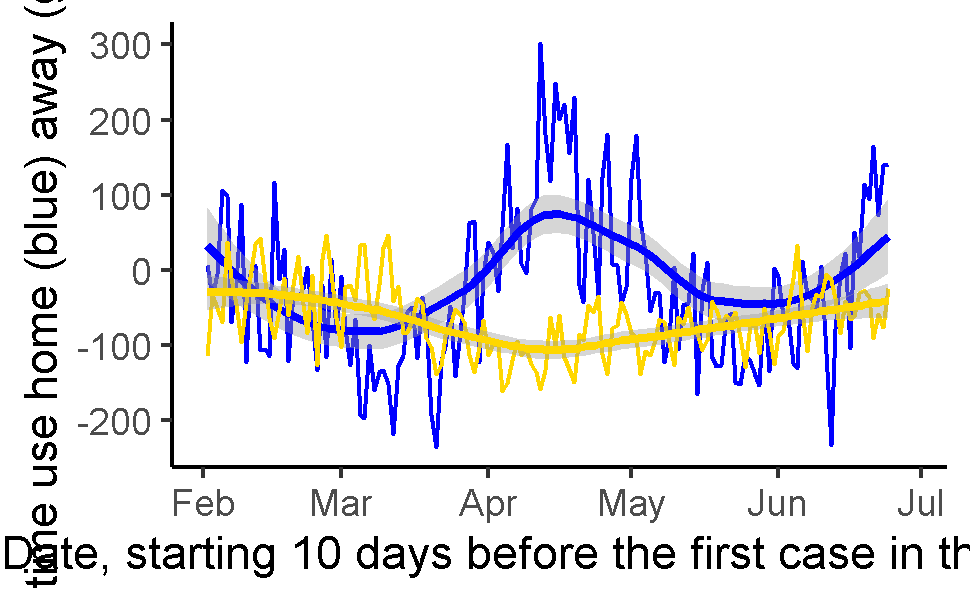 time use home (blue) away (
300
200
100
0
-100
-200
Feb Mar Apr May Jun Jul
Date, starting 10 days before the first case in th